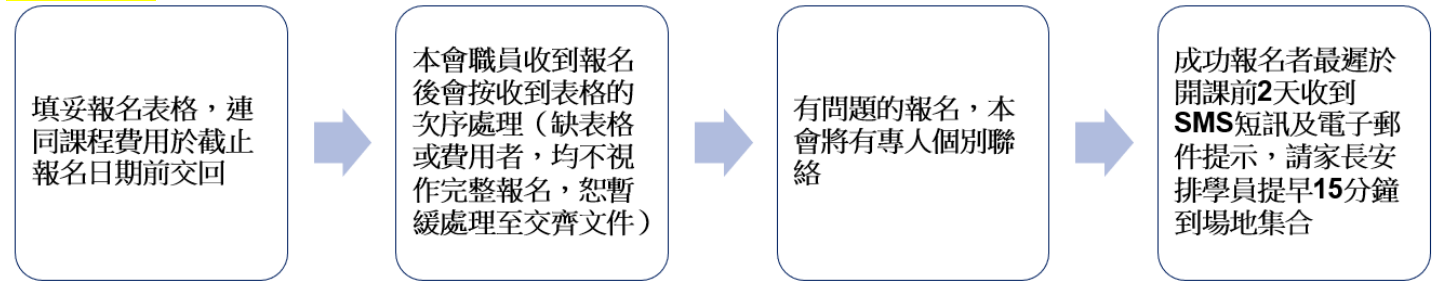 填妥報名表格，連
同課程費用於截止
報名日期前交回
本會職員收到報名
後會按收到表格的
次序處理（缺表格
或費用者，均不視
作完整報名，恕暫
緩處理至交齊文件）
有問題的報名，本
會將有專人個別聯
絡
成功報名者最遲於
開課前2天收到
SMS短訊及電子郵
件提示，請家長安
排學員提早15分鐘
到場地集合